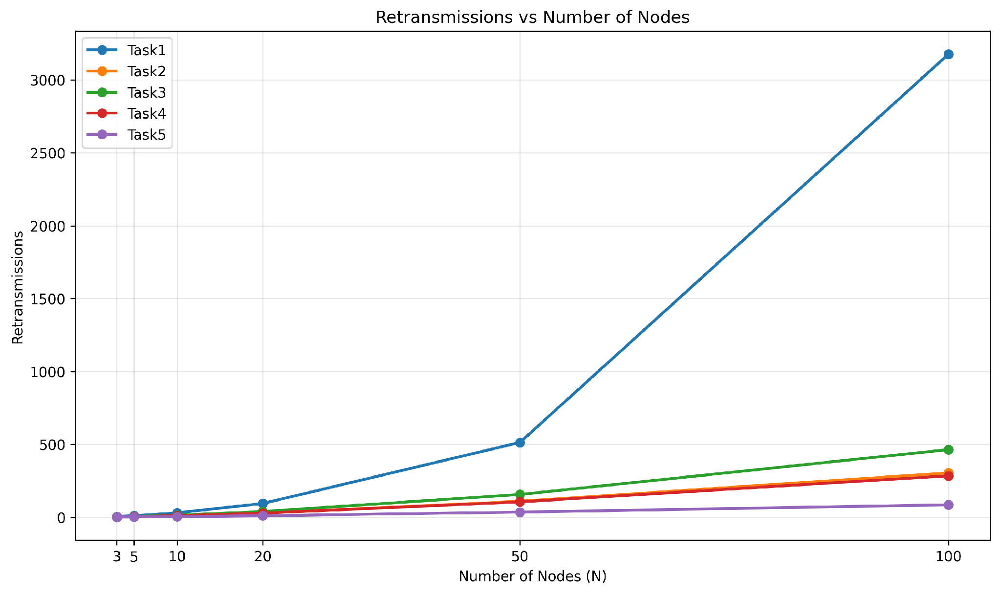 Retransmissions vs Number of Nodes
Task1
Task2
Task3
Task4
Task5
Retransmissions
3000
2500
2000
1500
1000
500
0
3 5 10 20 50 100
Number of Nodes (N)